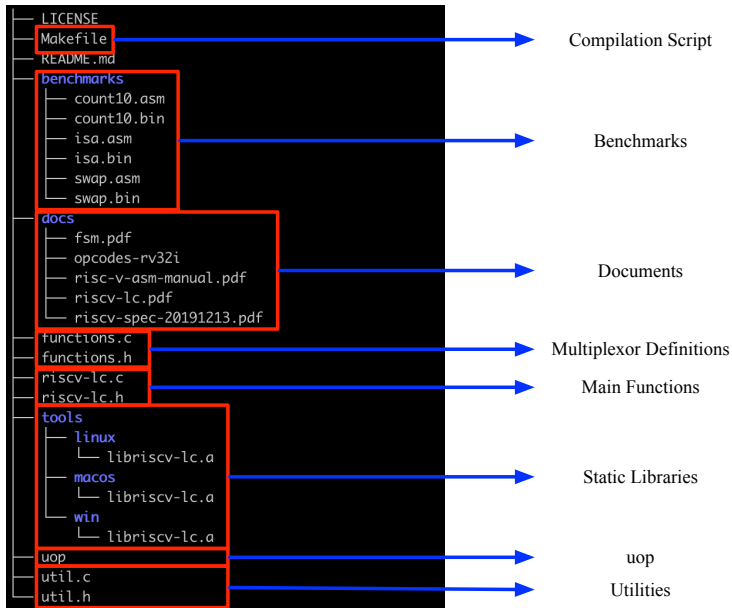 LICENSE
Makefile
Compilation Script
README.md
benchmarks
count10.asm
count10.bin
isa.asm
Benchmarks
isa.bin
swap.asm
swap.bin
docs
fsm.pdf
opcodes-rv32i
risc-v-asm-manual.pdf
Documents
riscv-lc.pdf
riscv-spec-20191213.pdf
functions.c
functions.h
Multiplexor Definitions
riscv-lc.c
Main Functions
riscv-lc.h
tools
linux
libriscv-lc.a
macos
Static Libraries
libriscv-lc.a
win
libriscv-lc.a
uop
uop
util.c
Utilities
util.h